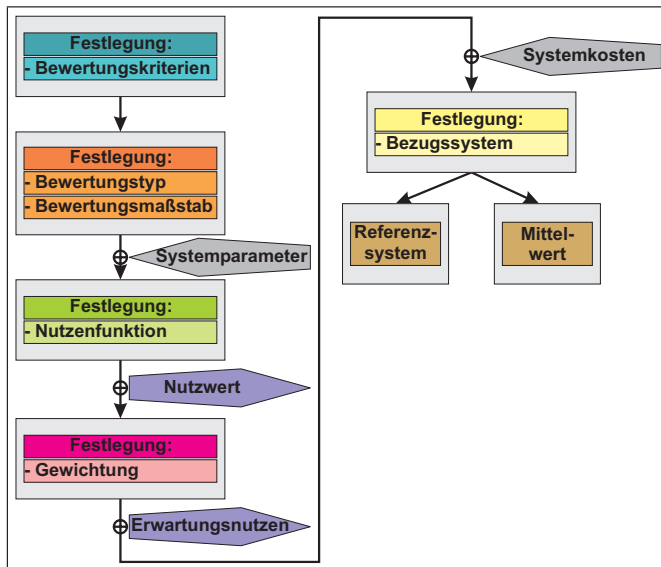 Festlegung:
- Bewertungskriterien
Festlegung:
- Bewertungstyp
- Bewertungsmaßstab
Systemparameter
Festlegung:
- Nutzenfunktion
Nutzwert
Festlegung:
- Gewichtung
Erwartungsnutzen
Systemkosten
Festlegung:
- Bezugssystem
Referenz-
system
Mittel-
wert